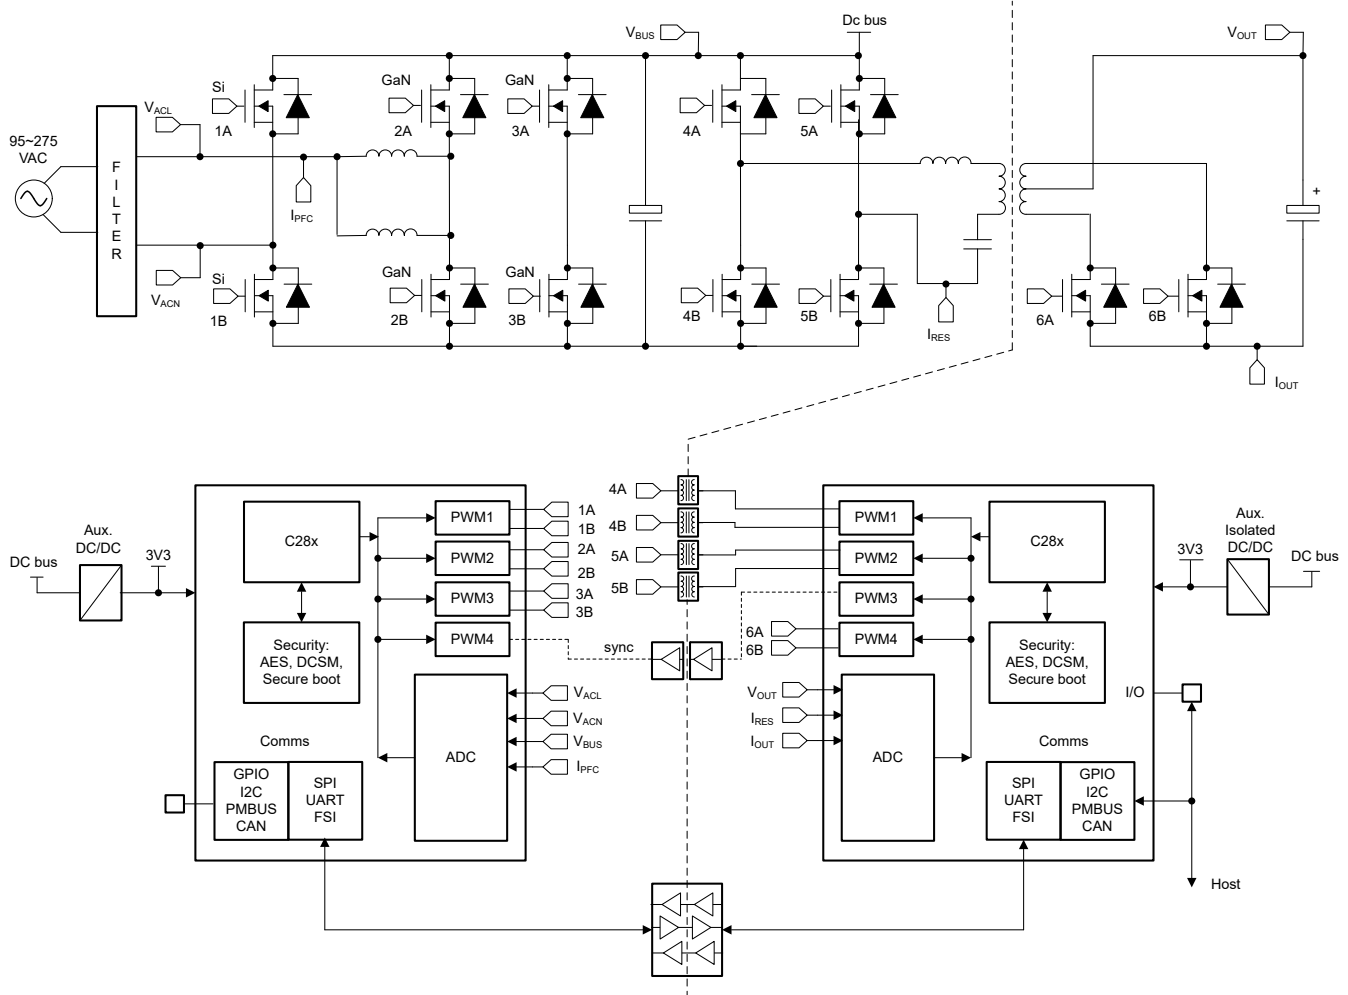 Dc bus
VBUS
VOUT
Si
GaN
GaN
VACL
1A
2A
3A
4A
5A
95~275
VAC
FILTER
IPFC
VACN
+
Si
GaN
GaN
1B
2B
3B
4B
5B
6A
6B
IRES
IOUT
DC bus
Aux.
DC/DC
3V3
C28x
Security:
AES, DCSM,
Secure boot
PWM1
PWM2
PWM3
PWM4
1A
1B
2A
2B
3A
3B
ADC
VACL
VACN
VBUS
IPFC
Comms
GPIO
I2C
PMBUS
CAN
SPI
UART
FSI
4A
4B
5A
5B
sync
6A
6B
VOUT
IRES
IOUT
PWM1
PWM2
PWM3
PWM4
ADC
C28x
Security:
AES, DCSM,
Secure boot
I/O
Comms
SPI
UART
FSI
GPIO
I2C
PMBUS
CAN
3V3
Aux.
Isolated
DC/DC
DC bus
Host